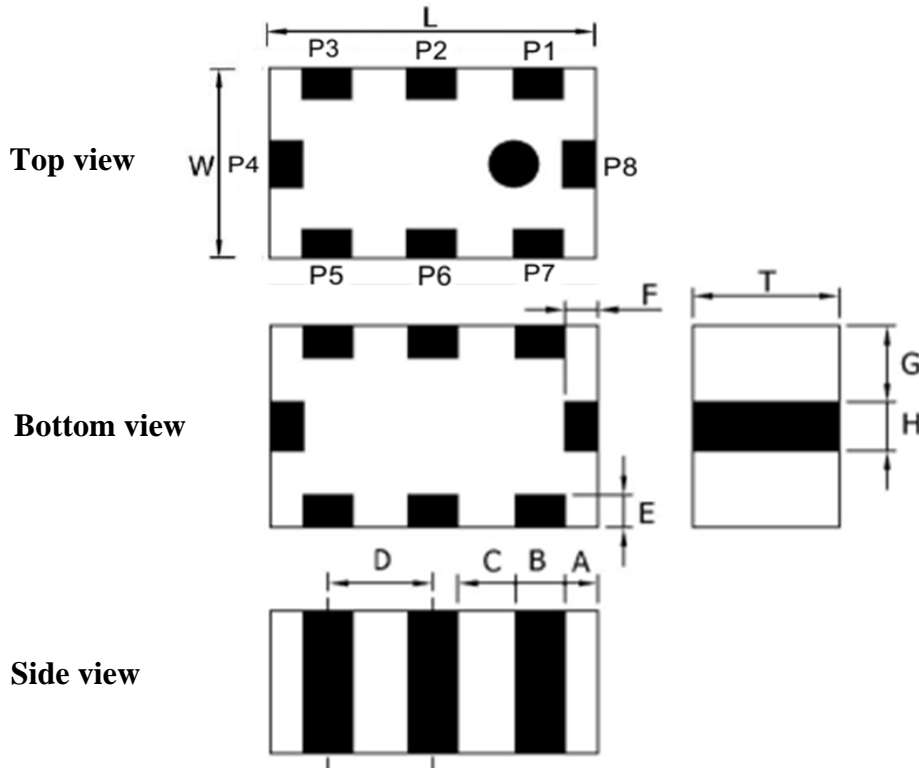 L
P3 P2 P1
Top view W P4 P8
P5 P6 P7
F T
G
Bottom view H
E
D C B A
Side view